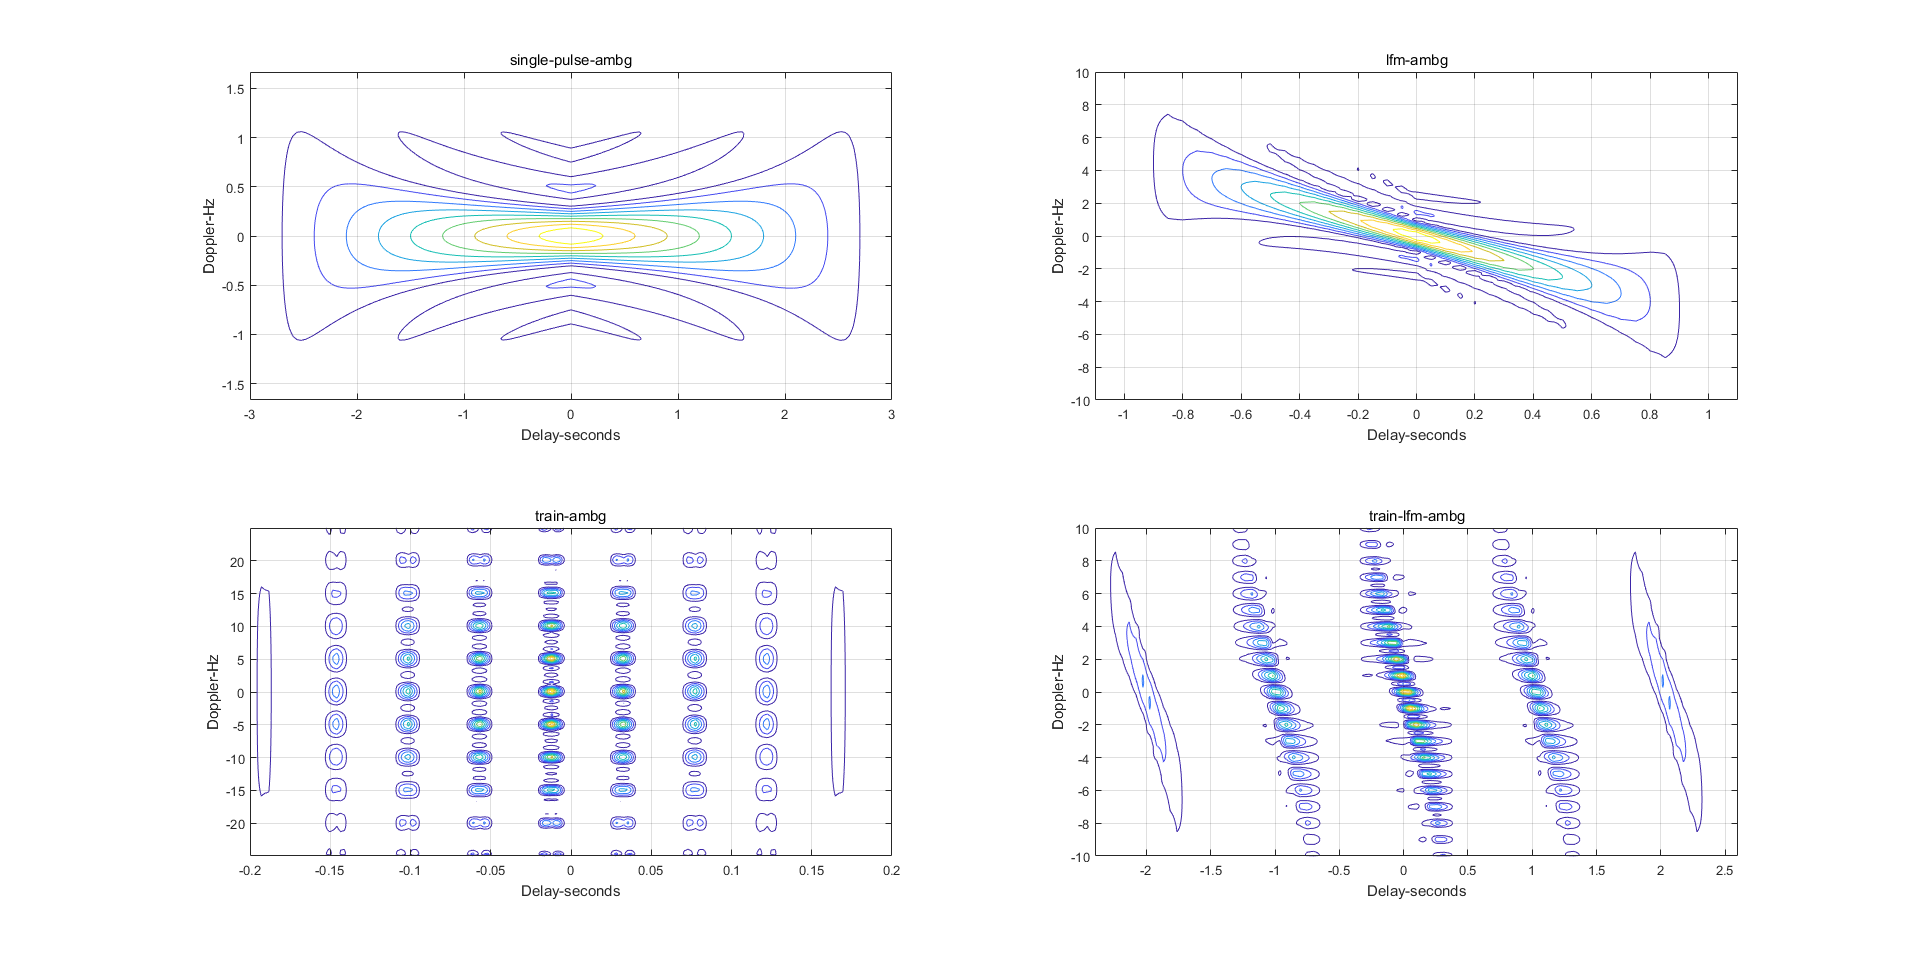 single-pulse-ambg
1.5
1
0.5
0
-0.5
-1
-1.5
Doppler-Hz
-3 -2 -1 0 1 2 3
Delay-seconds
lfm-ambg
10
8
6
4
2
0
-2
-4
-6
-8
-10
Doppler-Hz
-1 -0.8 -0.6 -0.4 -0.2 0 0.2 0.4 0.6 0.8 1
Delay-seconds
train-ambg
20
15
10
5
0
-5
-10
-15
-20
Doppler-Hz
-0.2 -0.15 -0.1 -0.05 0 0.05 0.1 0.15 0.2
Delay-seconds
train-lfm-ambg
10
8
6
4
2
0
-2
-4
-6
-8
-10
Doppler-Hz
-2 -1.5 -1 -0.5 0 0.5 1 1.5 2 2.5
Delay-seconds